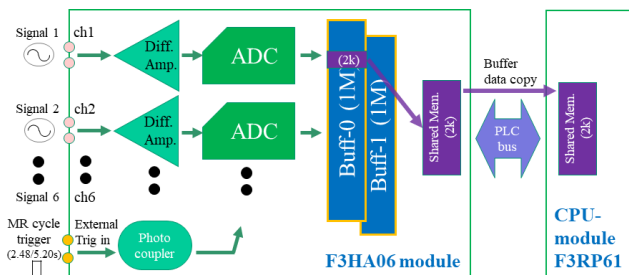 Signal 1
ch1
Diff.
Amp.
ADC
(2k)
Buff-0 (1M)
Buff-1 (1M)
Shared Mem.
(2k)
Buffer
data copy
PLC
bus
Shared Mem.
(2k)
Signal 2
ch2
Diff.
Amp.
ADC
Signal 6
ch6
MR cycle
trigger
(2.48/5.20s)
External
Trig in
Photo
coupler
F3HA06 module
CPU-
module
F3RP61